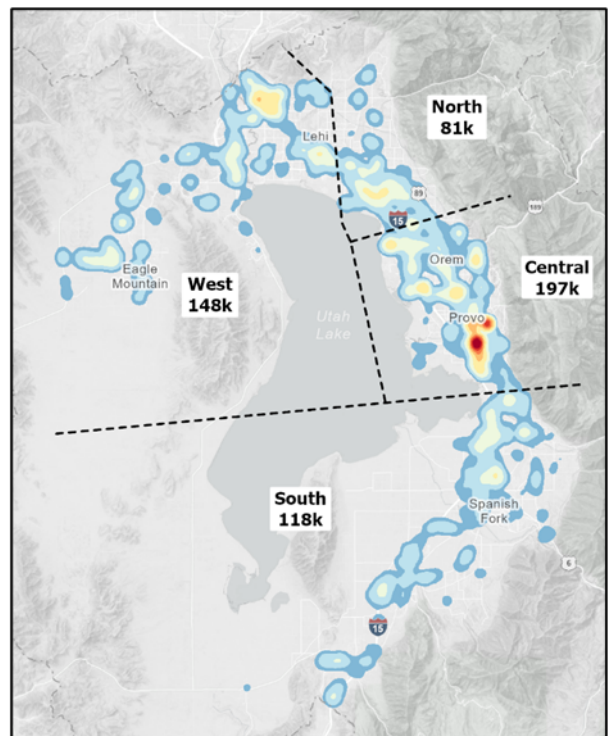 North
81k
Lehi
89
189
15
Orem
Central
197k
Eagle
Mountain
West
148k
Utah
Lake
Provo
South
118k
Spanish
Fork
6
15